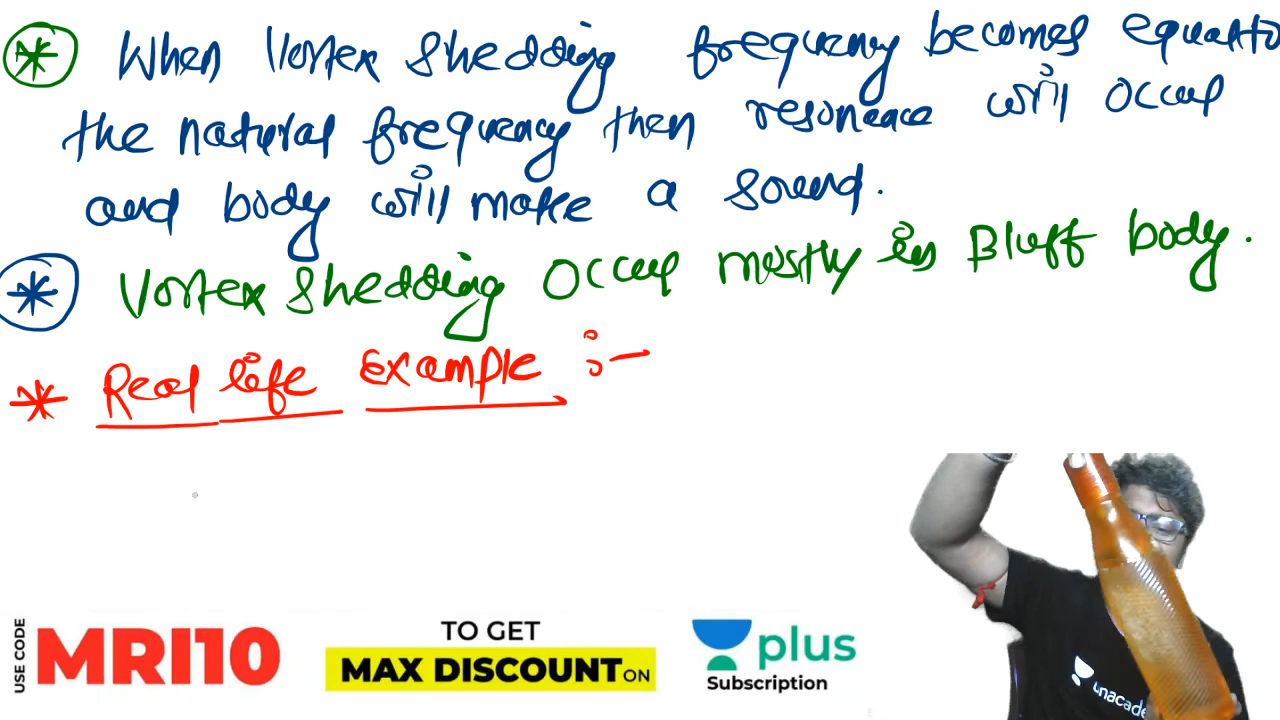 When Vortex Shedding frequency becomes equal to
the natural frequency then resonance will occur
and body will make a sound.
Vortex Shedding Occur mostly in Bluff body.
* Real life Example :-
USE CODE
MRI10
TO GET
MAX DISCOUNT ON
plus
Subscription
unacade